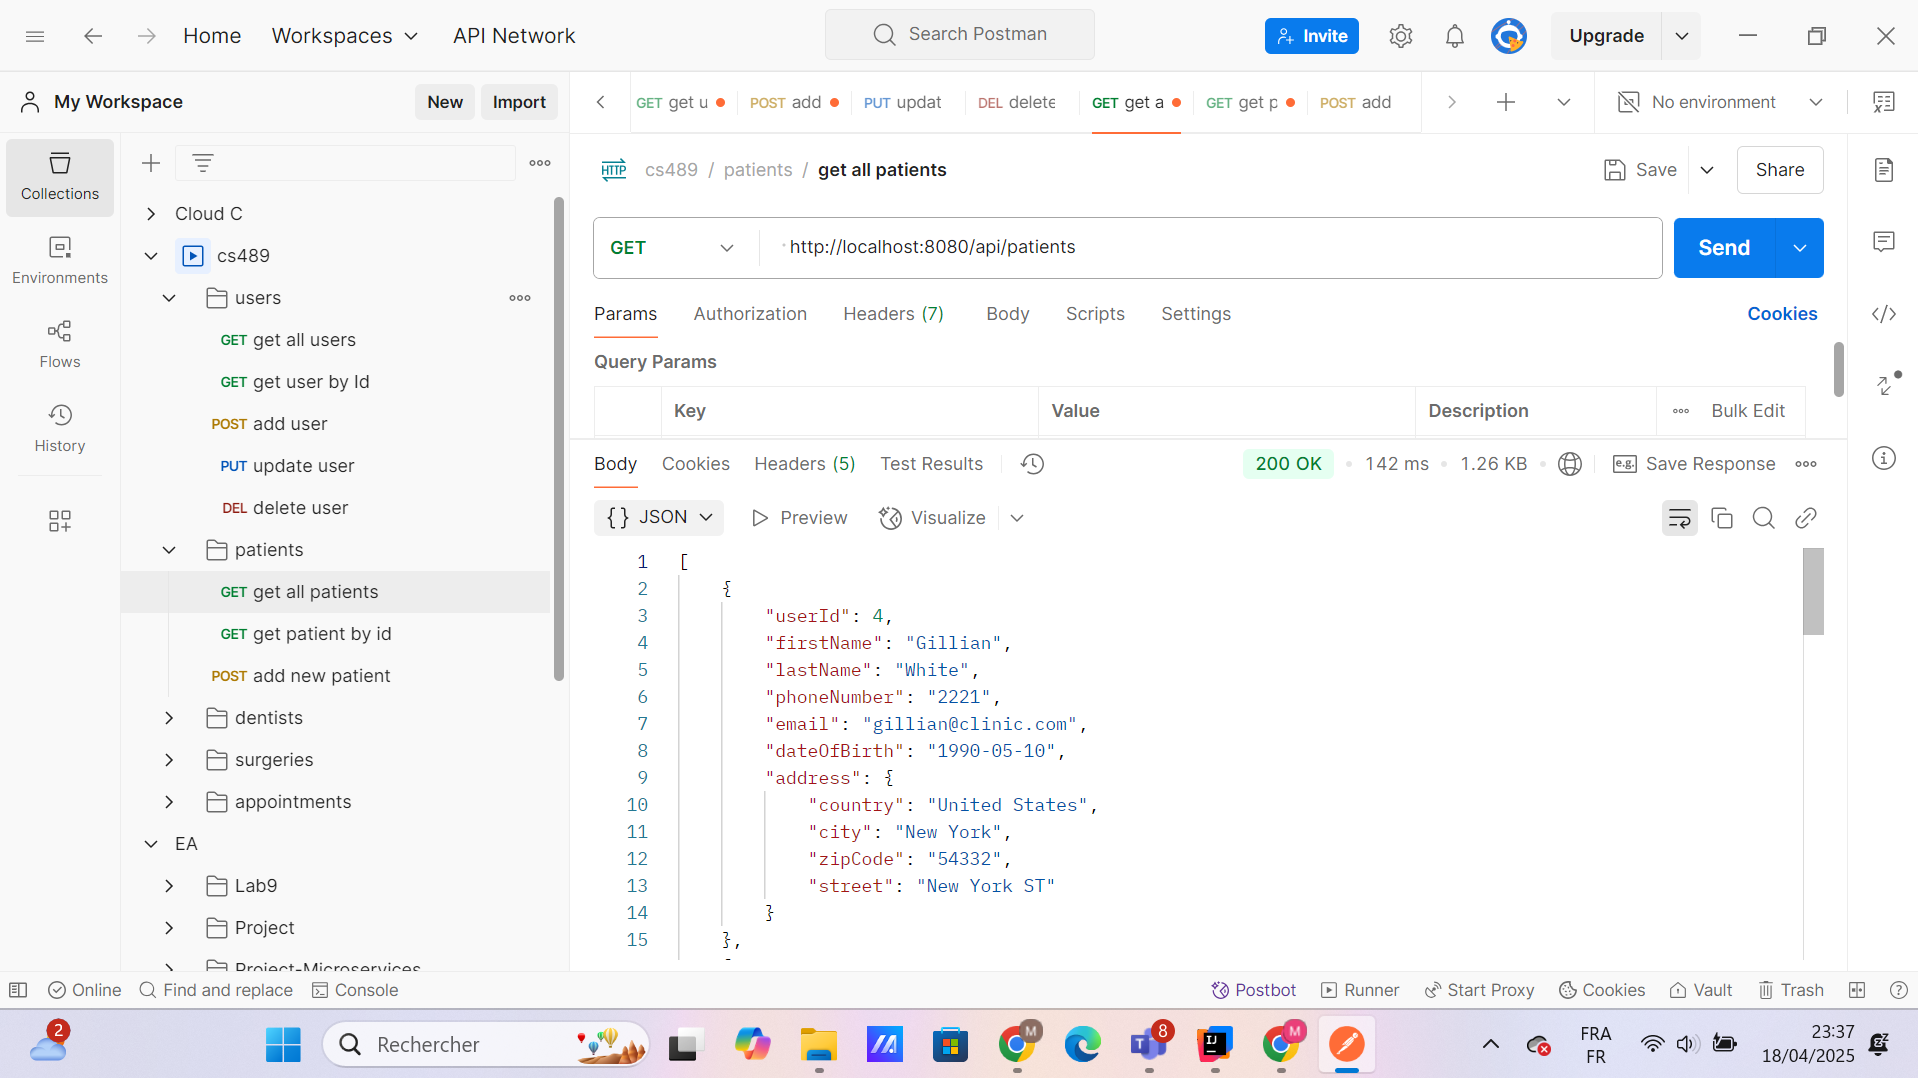 Home Workspaces API Network Search Postman Invite Upgrade
My Workspace New Import
GET get u POST add PUT updat DEL delete GET get a GET get p POST add No environment
Collections
Environments
Flows
History
Cloud C
cs489
users
GET get all users
GET get user by Id
POST add user
PUT update user
DEL delete user
patients
GET get all patients
GET get patient by id
POST add new patient
dentists
surgeries
appointments
EA
Lab9
Project
Project-Microservices
HTTP cs489 / patients / get all patients Save Share
GET http://localhost:8080/api/patients Send
Params Authorization Headers (7) Body Scripts Settings Cookies
Query Params
Key Value Description Bulk Edit
Body Cookies Headers (5) Test Results 200 OK 142 ms 1.26 KB e.g. Save Response
{} JSON Preview Visualize
1 [
2 {
3 "userId": 4,
4 "firstName": "Gillian",
5 "lastName": "White",
6 "phoneNumber": "2221",
7 "email": "gillian@clinic.com",
8 "dateOfBirth": "1990-05-10",
9 "address": {
10 "country": "United States",
11 "city": "New York",
12 "zipCode": "54332",
13 "street": "New York ST"
14 }
15 },
Online Find and replace Console Postbot Runner Start Proxy Cookies Vault Trash
2 Rechercher M 8 IJ M FRA 23:37
FR 18/04/2025